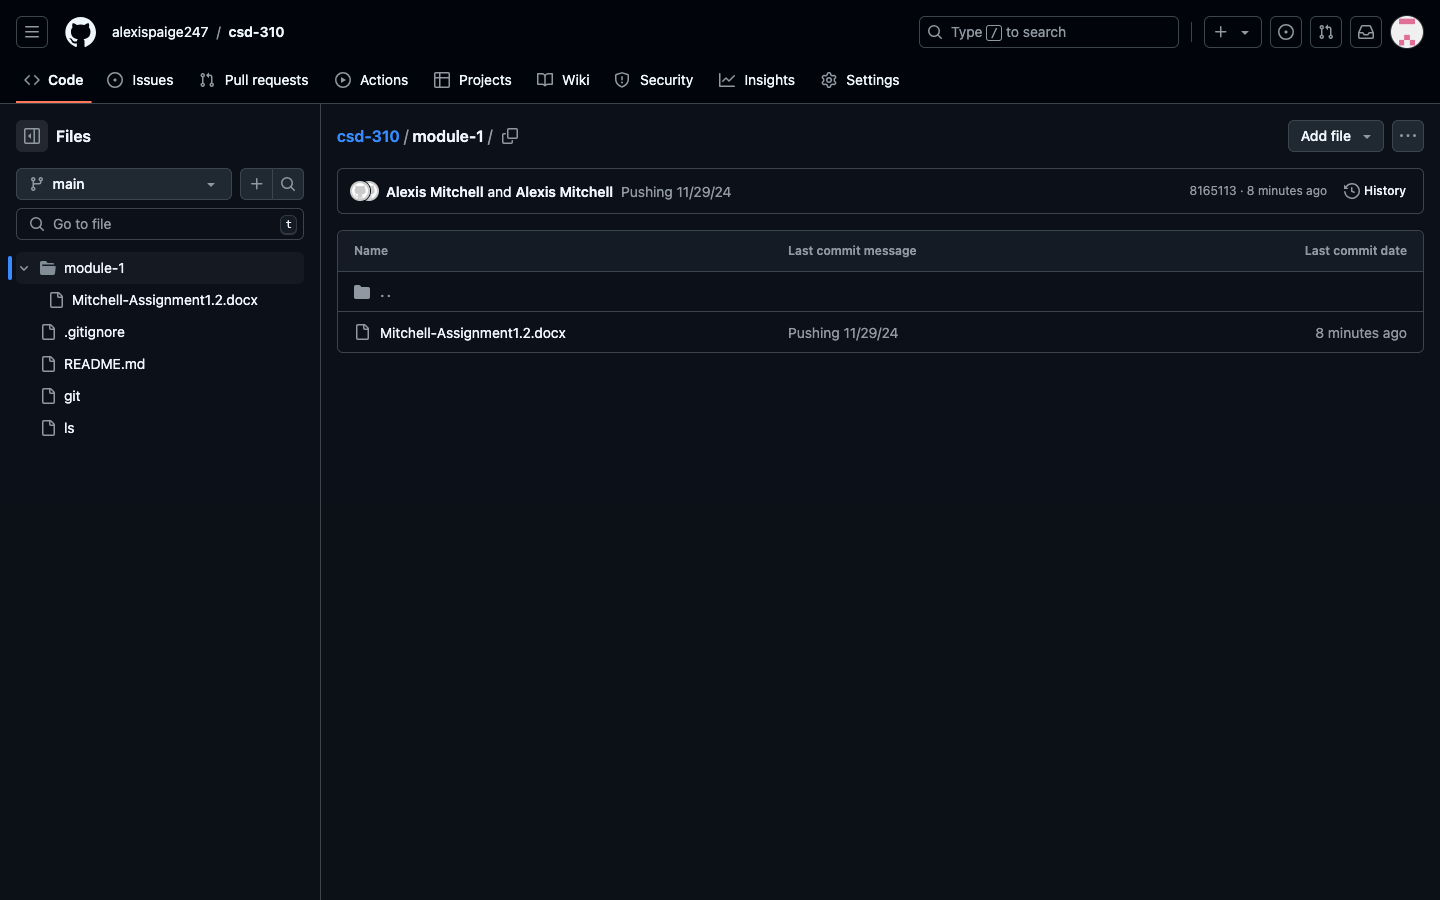 alexispaige247 / csd-310
Type / to search
Code
Issues
Pull requests
Actions
Projects
Wiki
Security
Insights
Settings
Files
main
Go to file
t
module-1
Mitchell-Assignment1.2.docx
.gitignore
README.md
git
ls
csd-310 / module-1 /
Add file
Alexis Mitchell and Alexis Mitchell Pushing 11/29/24
8165113 · 8 minutes ago
History
Name Last commit message Last commit date
..
Mitchell-Assignment1.2.docx Pushing 11/29/24 8 minutes ago